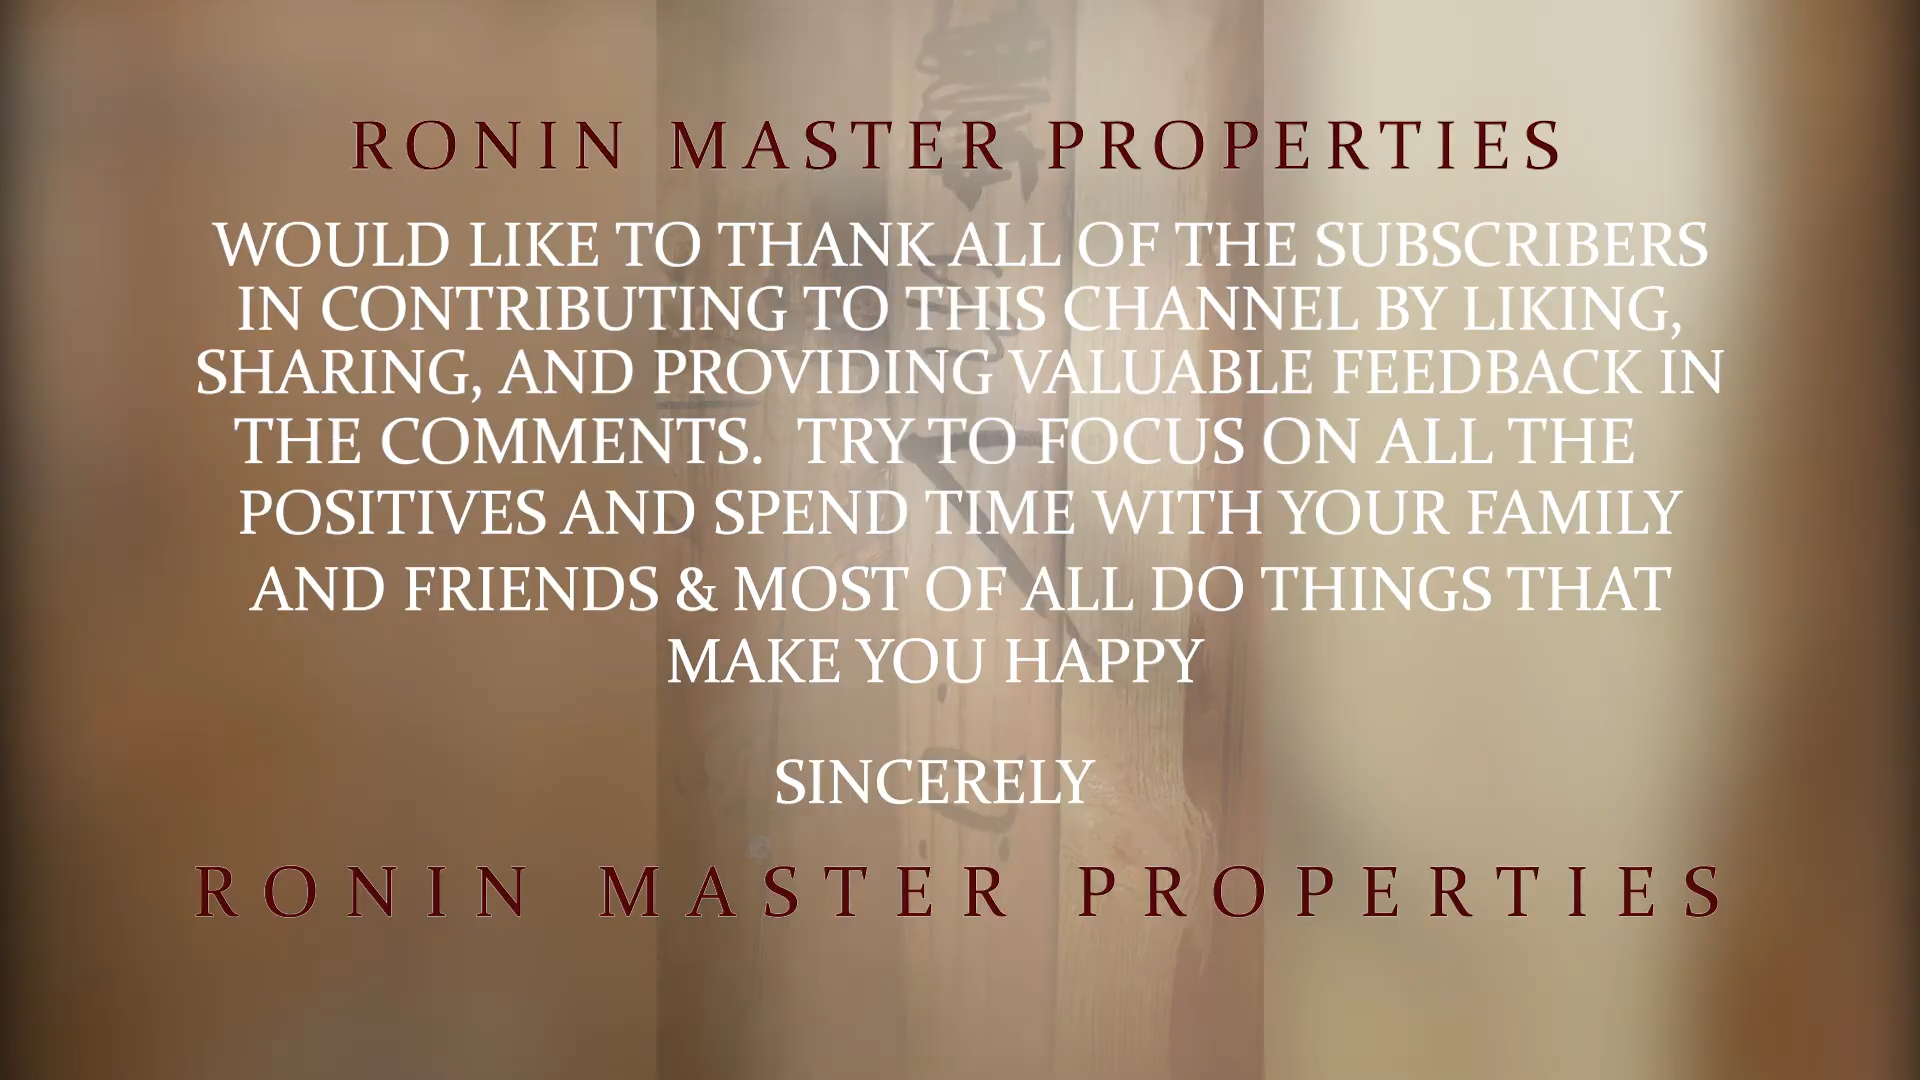 RONIN MASTER PROPERTIES
WOULD LIKE TO THANK ALL OF THE SUBSCRIBERS
IN CONTRIBUTING TO THIS CHANNEL BY LIKING,
SHARING, AND PROVIDING VALUABLE FEEDBACK IN
THE COMMENTS. TRY TO FOCUS ON ALL THE
POSITIVES AND SPEND TIME WITH YOUR FAMILY
AND FRIENDS & MOST OF ALL DO THINGS THAT
MAKE YOU HAPPY
SINCERELY
RONIN MASTER PROPERTIES